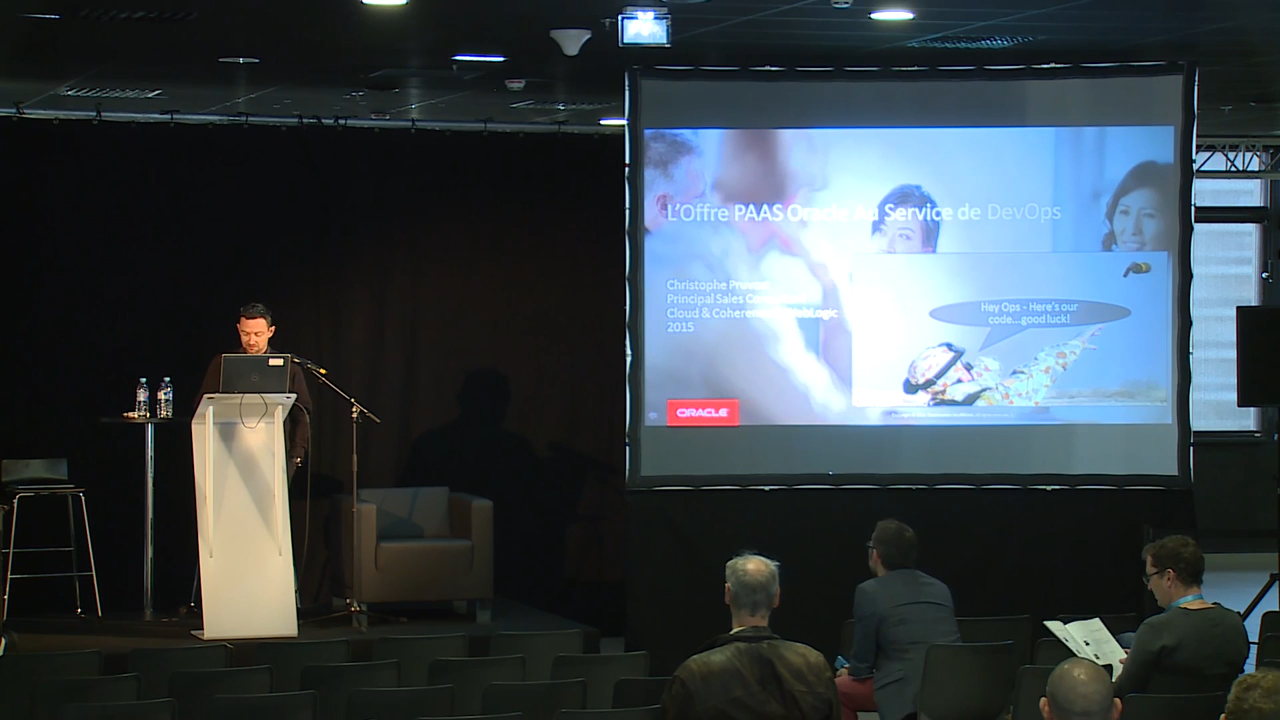 L'Offre PAAS Oracle Au Service de DevOps
Christophe
Principal Sales
Cloud & Coherence WebLogic
2015
Hey Ops - Here's our
code...good luck!
ORACLE